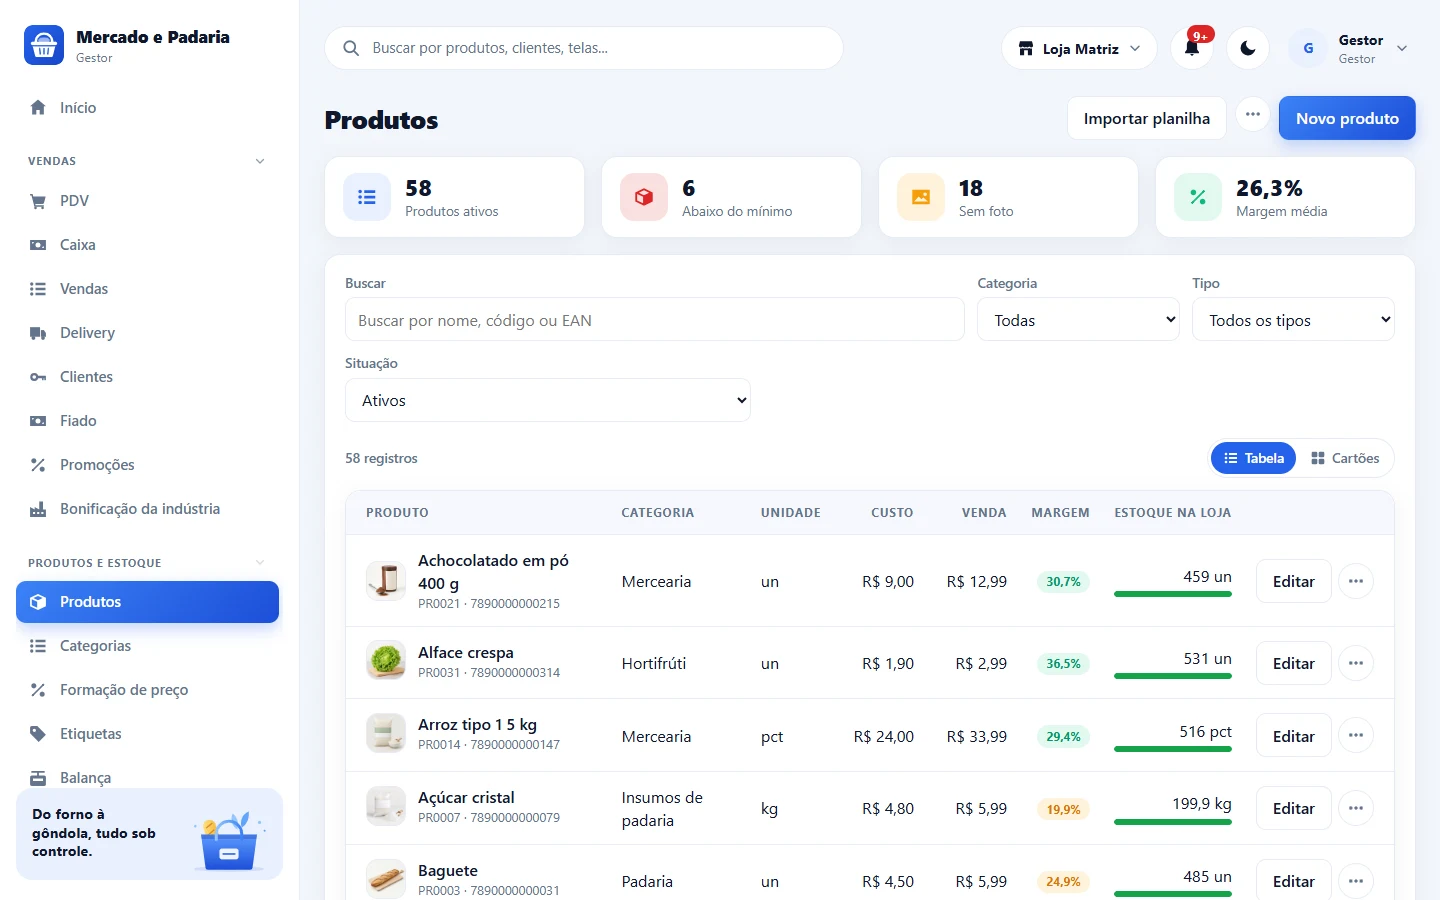 Mercado e Padaria
Gestor
Início
VENDAS
PDV
Caixa
Vendas
Delivery
Clientes
Fiado
Promoções
Bonificação da indústria
PRODUTOS E ESTOQUE
Produtos
Categorias
Formação de preço
Etiquetas
Balança
Do forno à
gôndola, tudo sob
controle.
Buscar por produtos, clientes, telas...
Loja Matriz
9+
G
Gestor
Gestor
Produtos
Importar planilha
Novo produto
58
Produtos ativos
6
Abaixo do mínimo
18
Sem foto
26,3%
Margem média
Buscar
Buscar por nome, código ou EAN
Categoria
Todas
Tipo
Todos os tipos
Situação
Ativos
58 registros
Tabela
Cartões
PRODUTO CATEGORIA UNIDADE CUSTO VENDA MARGEM ESTOQUE NA LOJA
Achocolatado em pó
400 g
PR0021 · 7890000000215
Mercearia un R$ 9,00 R$ 12,99 30,7% 459 un Editar
Alface crespa
PR0031 · 7890000000314
Hortifrúti un R$ 1,90 R$ 2,99 36,5% 531 un Editar
Arroz tipo 1 5 kg
PR0014 · 7890000000147
Mercearia pct R$ 24,00 R$ 33,99 29,4% 516 pct Editar
Açúcar cristal
PR0007 · 7890000000079
Insumos de
padaria
kg R$ 4,80 R$ 5,99 19,9% 199,9 kg Editar
Baguete
PR0003 · 7890000000031
Padaria un R$ 4,50 R$ 5,99 24,9% 485 un Editar